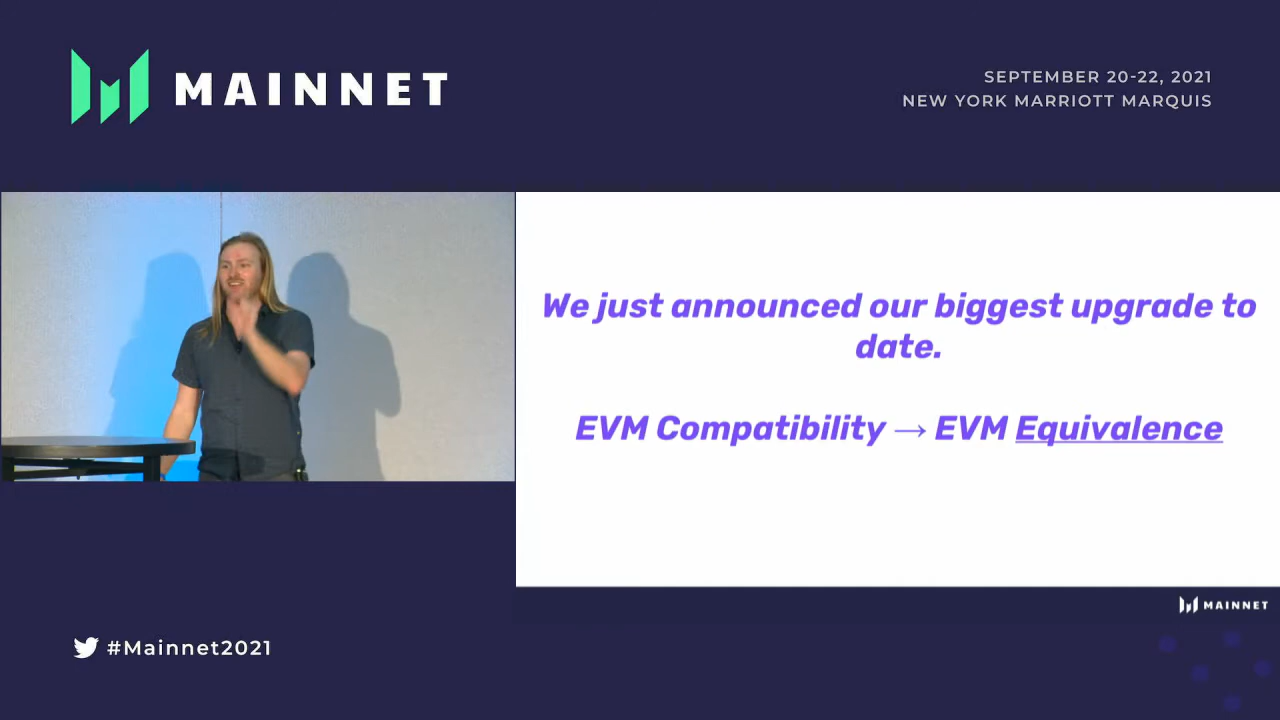 MAINNET
SEPTEMBER 20-22, 2021
NEW YORK MARRIOTT MARQUIS
We just announced our biggest upgrade to
date.
EVM Compatibility → EVM Equivalence
MAINNET
#Mainnet2021